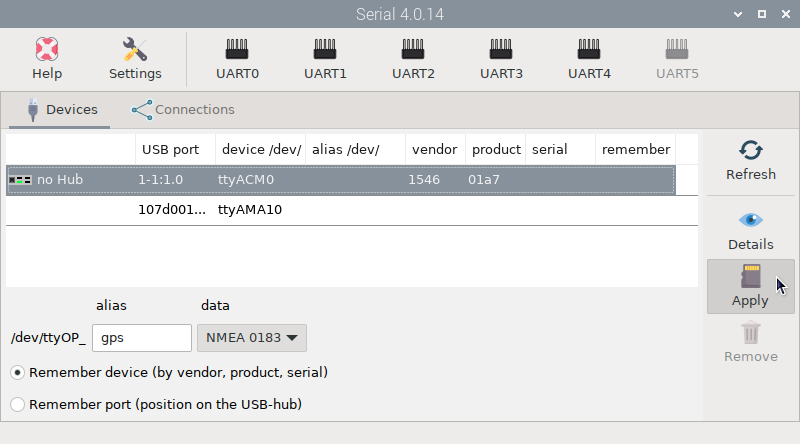 Serial 4.0.14
Help Settings UART0 UART1 UART2 UART3 UART4 UART5
Devices Connections
USB port device /dev/ alias /dev/ vendor product serial remember
no Hub 1-1:1.0 ttyACM0 1546 01a7
107d001... ttyAMA10
Refresh
Details
Apply
Remove
alias data
/dev/ttyOP_ gps NMEA 0183
Remember device (by vendor, product, serial)
Remember port (position on the USB-hub)